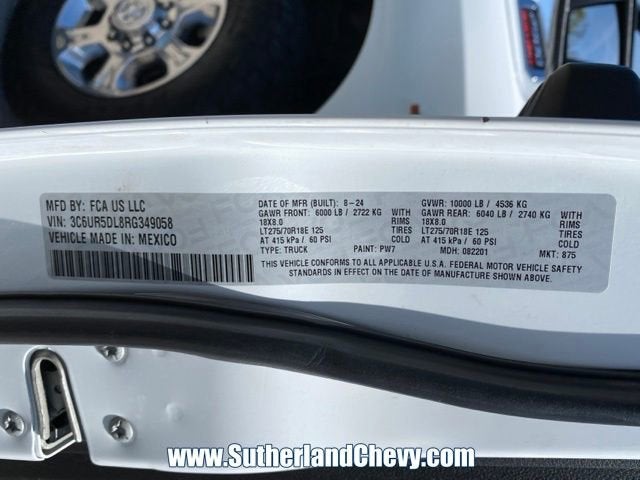 MFD BY: FCA US LLC
VIN: 3C6UR5DL8RG349058
VEHICLE MADE IN: MEXICO
DATE OF MFR (BUILT): 8-24
GAWR FRONT: 6000 LB / 2722 KG WITH
18X8.0 RIMS
LT275/70R18E 125 TIRES
AT 415 kPa / 60 PSI COLD
TYPE: TRUCK PAINT: PW7
GVWR: 10000 LB / 4536 KG
GAWR REAR: 6040 LB / 2740 KG WITH
18X8.0 RIMS
LT275/70R18E 125 TIRES
AT 415 kPa / 60 PSI COLD
MDH: 082201 MKT: 875
THIS VEHICLE CONFORMS TO ALL APPLICABLE U.S.A. FEDERAL MOTOR VEHICLE SAFETY
STANDARDS IN EFFECT ON THE DATE OF MANUFACTURE SHOWN ABOVE.
www.SutherlandChevy.com